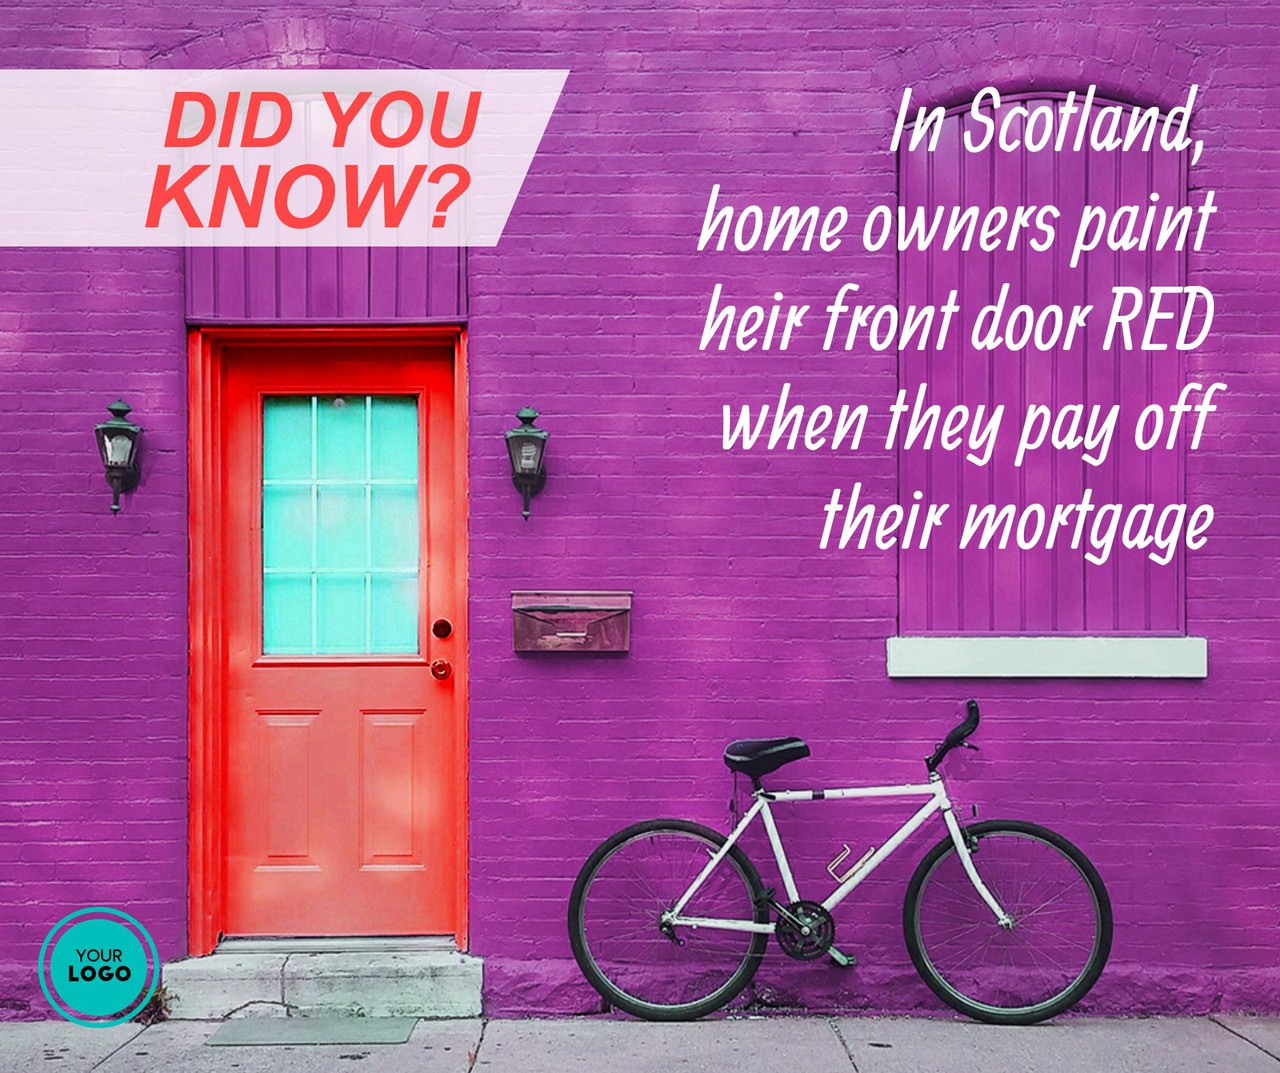 DID YOU
KNOW?
In Scotland,
home owners paint
heir front door RED
when they pay off
their mortgage
YOUR
LOGO